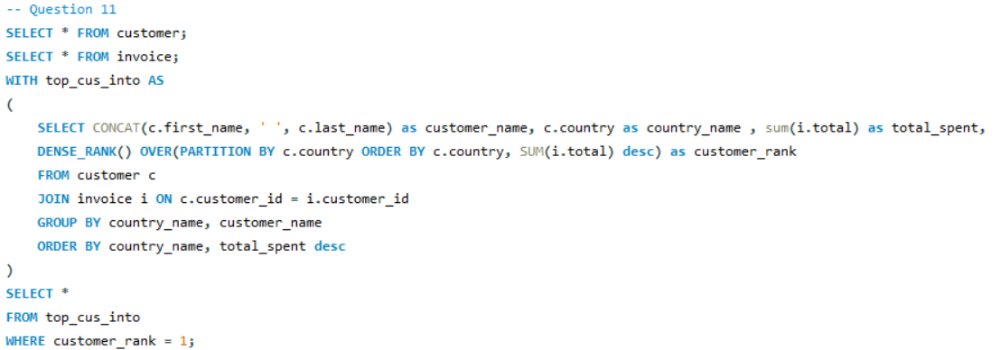 -- Question 11
SELECT * FROM customer;
SELECT * FROM invoice;
WITH top_cus_into AS
(
SELECT CONCAT(c.first_name, ' ', c.last_name) as customer_name, c.country as country_name , sum(i.total) as total_spent,
DENSE_RANK() OVER(PARTITION BY c.country ORDER BY c.country, SUM(i.total) desc) as customer_rank
FROM customer c
JOIN invoice i ON c.customer_id = i.customer_id
GROUP BY country_name, customer_name
ORDER BY country_name, total_spent desc
)
SELECT *
FROM top_cus_into
WHERE customer_rank = 1;